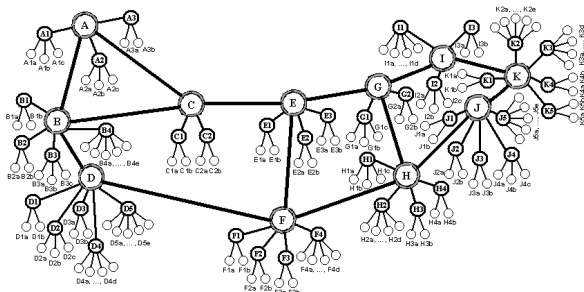 A
A1
A2
A3
A1a
A1b
A1c
A2a
A2b
A2c
A3a
A3b
B
B1
B2
B3
B4
B1a
B1b
B2a B2b
B3a
B3b
B3c
B4a, ..., B4e
C
C1
C2
C1a C1b
C2a C2b
D
D1
D2
D3
D4
D5
D1a D1b
D2a
D2b
D2c
D3a
D3b
D4a, ..., D4d
D5a, ..., D5e
E
E1
E2
E3
E1a E1b
E2a E2b
E3a E3b
F
F1
F2
F3
F4
F1a F1b
F2a F2b
F4a, ..., F4d
G
G1
G2
G1a
G1b
G1c
G2a
G2b
H
H1
H2
H3
H4
H1a
H1b
H1c
H2a, ..., H2d
H3a H3b
H4a H4b
I
I1
I2
I3
I1a, ..., I1d
I2a
I2c
I3a I3b
J
J1
J2
J3
J4
J5
J1a
J1b
J2a
J2b
J3a J3b
J4a
J4b
J4c
J5a, ..., J5e
K
K1
K2
K3
K4
K5
K1a
K1b
K2a, ..., K2e
K3a, ..., K3d